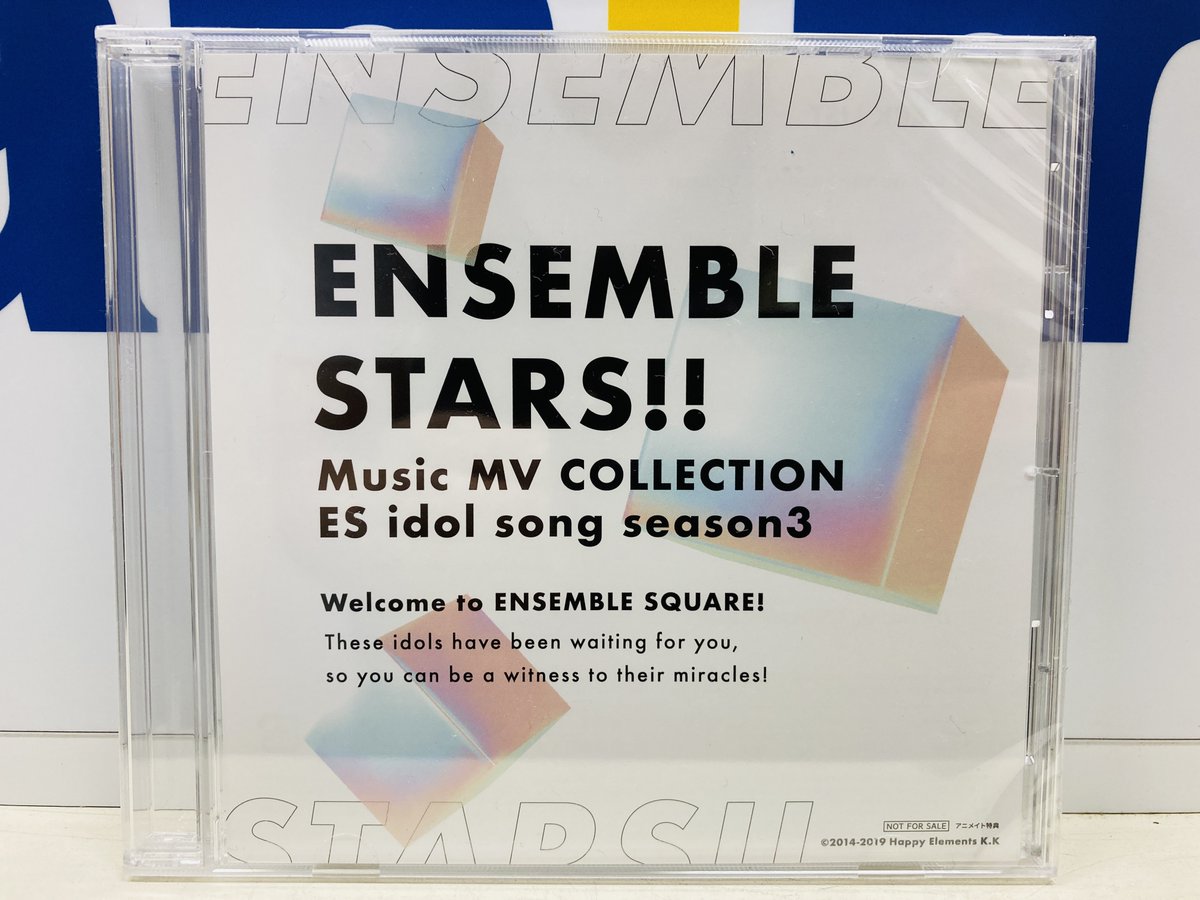 ENSEMBLE
ENSEMBLE
STARS!!
Music MV COLLECTION
ES idol song season3
Welcome to ENSEMBLE SQUARE!
These idols have been waiting for you,
so you can be a witness to their miracles!
STARS!!
NOT FOR SALE アニメイト特典
©2014-2019 Happy Elements K.K